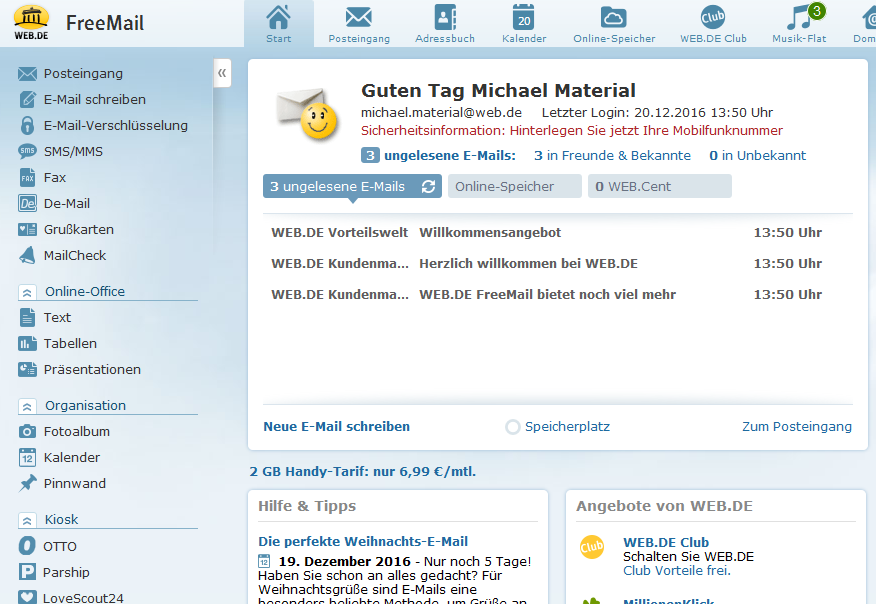 WEB.DE
FreeMail
Start
Posteingang
Adressbuch
20
Kalender
Online-Speicher
Club
WEB.DE Club
3
Musik-Flat
Dom
Posteingang
E-Mail schreiben
E-Mail-Verschlüsselung
sms SMS/MMS
FAX Fax
De De-Mail
Grußkarten
MailCheck
Online-Office
Text
Tabellen
Präsentationen
Organisation
Fotoalbum
12 Kalender
Pinnwand
Kiosk
OTTO
P Parship
LoveScout24
«
Guten Tag Michael Material
michael.material@web.de Letzter Login: 20.12.2016 13:50 Uhr
Sicherheitsinformation: Hinterlegen Sie jetzt Ihre Mobilfunknummer
3 ungelesene E-Mails: 3 in Freunde & Bekannte 0 in Unbekannt
3 ungelesene E-Mails Online-Speicher 0 WEB.Cent
WEB.DE Vorteilswelt Willkommensangebot 13:50 Uhr
WEB.DE Kundenma... Herzlich willkommen bei WEB.DE 13:50 Uhr
WEB.DE Kundenma... WEB.DE FreeMail bietet noch viel mehr 13:50 Uhr
Neue E-Mail schreiben Speicherplatz Zum Posteingang
2 GB Handy-Tarif: nur 6,99 €/mtl.
Hilfe & Tipps
Die perfekte Weihnachts-E-Mail
12 19. Dezember 2016 - Nur noch 5 Tage!
Haben Sie schon an alles gedacht? Für
Weihnachtsgrüße sind E-Mails eine
besonders beliebte Methode, um Grüße an
Angebote von WEB.DE
Club WEB.DE Club
Schalten Sie WEB.DE
Club Vorteile frei.
MillionenKlick